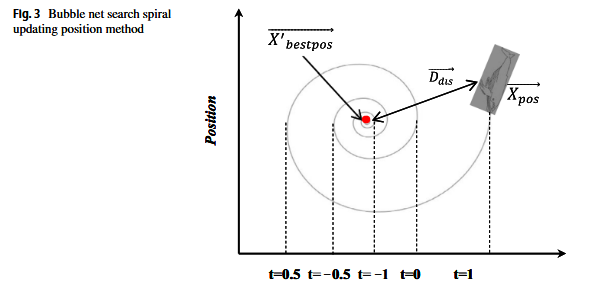 Fig. 3 Bubble net search spiral
updating position method
X'bestpos
Ddis
Xpos
Position
t=0.5 t=-0.5 t=-1 t=0 t=1